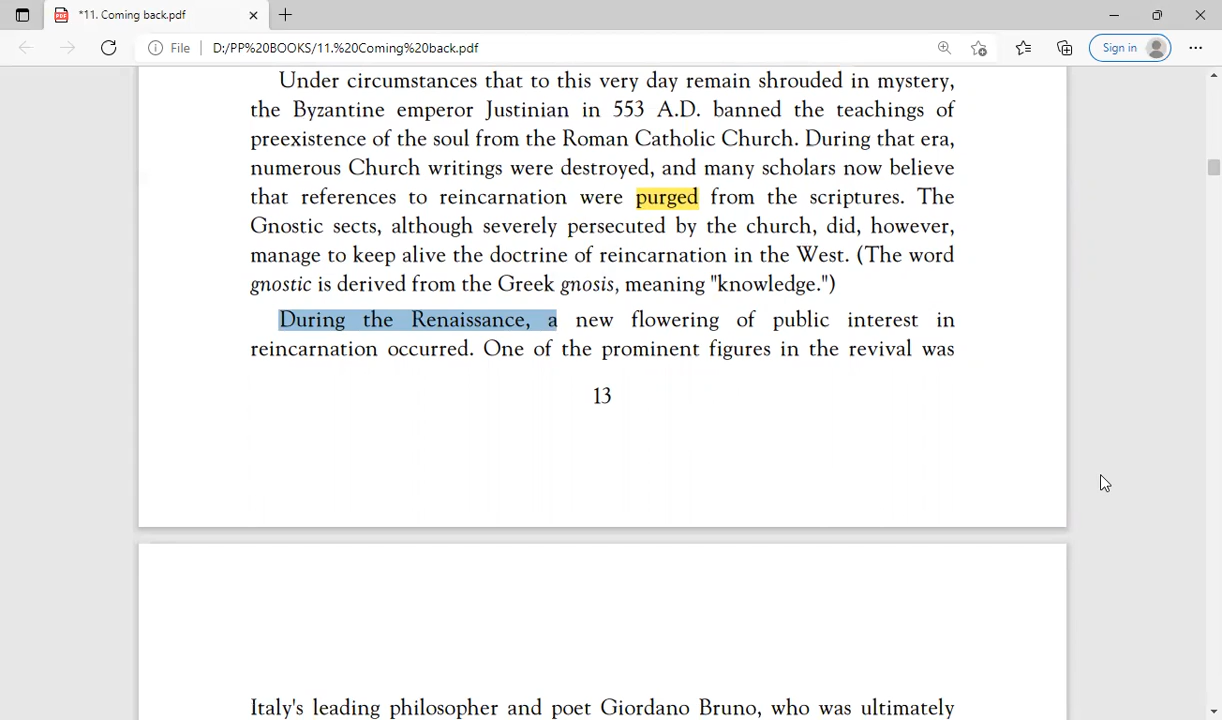 *11. Coming back.pdf
File D:/PP%20BOOKS/11.%20Coming%20back.pdf Sign in
Under circumstances that to this very day remain shrouded in mystery,
the Byzantine emperor Justinian in 553 A.D. banned the teachings of
preexistence of the soul from the Roman Catholic Church. During that era,
numerous Church writings were destroyed, and many scholars now believe
that references to reincarnation were purged from the scriptures. The
Gnostic sects, although severely persecuted by the church, did, however,
manage to keep alive the doctrine of reincarnation in the West. (The word
gnostic is derived from the Greek gnosis, meaning "knowledge.")
During the Renaissance, a new flowering of public interest in
reincarnation occurred. One of the prominent figures in the revival was
13
Italy's leading philosopher and poet Giordano Bruno, who was ultimately